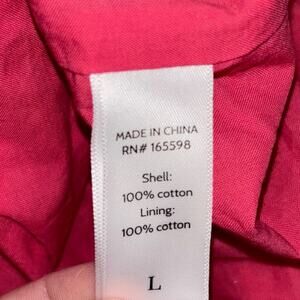 MADE IN CHINA
RN# 165598
Shell:
100% cotton
Lining:
100% cotton
L